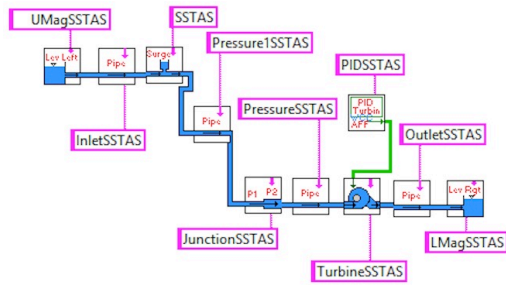 UMagSSTAS
SSTAS
Pressure1SSTAS
PIDSSTAS
Lev Left
Pipe
Surge
InletSSTAS
Pipe
PressureSSTAS
PID
Turbin
AFF
OutletSSTAS
P1 P2
Pipe
Pipe
Lev Rgt
JunctionSSTAS
TurbineSSTAS
LMagSSTAS